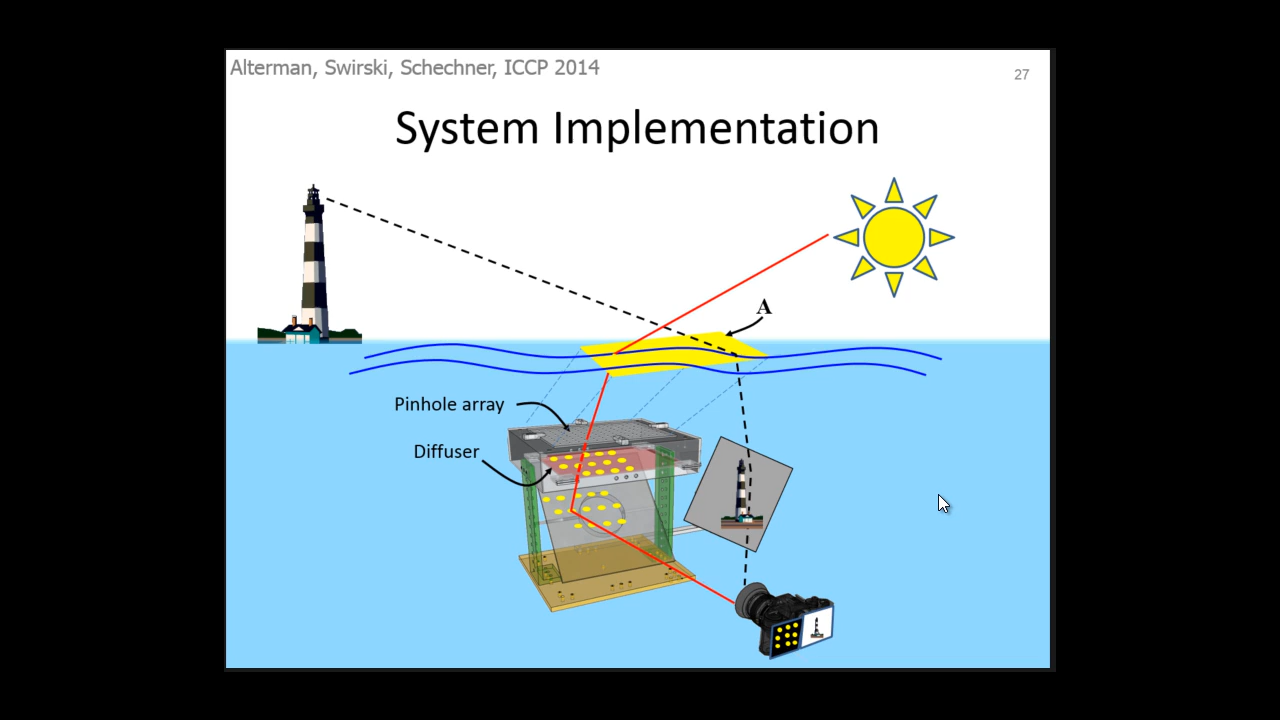 Alterman, Swirski, Schechner, ICCP 2014
27
System Implementation
A
Pinhole array
Diffuser